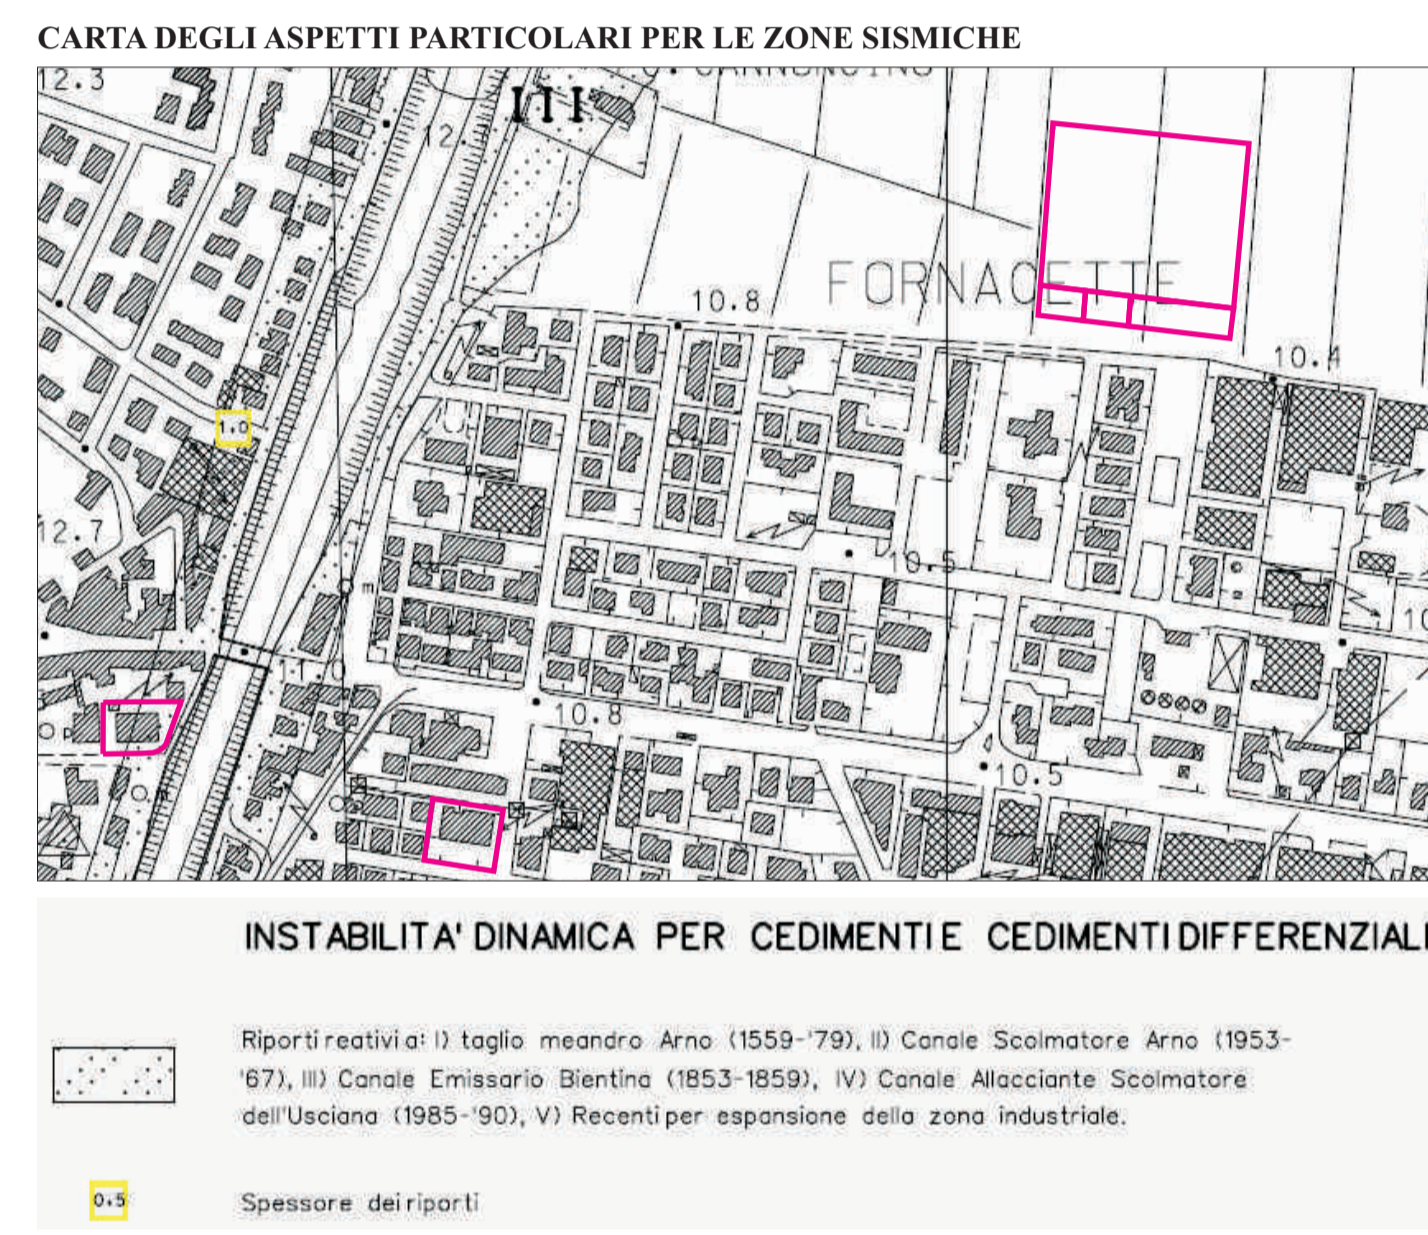 CARTA DEGLI ASPETTI PARTICOLARI PER LE ZONE SISMICHE
12.3
III
12.
10.8
FORNACETTE
10.4
1.0
12.7
10.5
m
10.8
10.5
INSTABILITA' DINAMICA PER CEDIMENTI E CEDIMENTI DIFFERENZIALI
Riporti reativi a: I) taglio meandro Arno (1559-'79), II) Canale Scolmatore Arno (1953-
'67), III) Canale Emissario Bientina (1853-1859), IV) Canale Allacciante Scolmatore
dell'Usciana (1985-'90), V) Recenti per espansione della zona industriale.
0.5
Spessore dei riporti